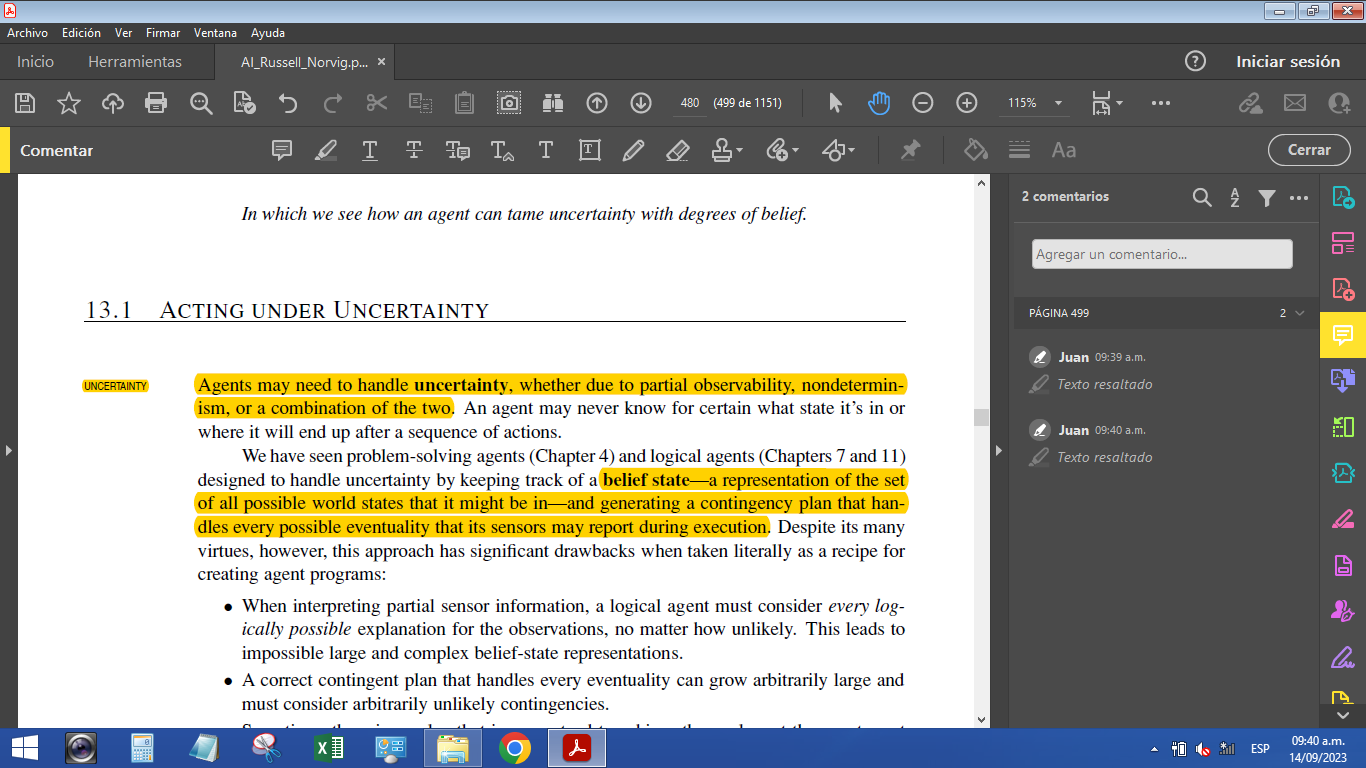 Archivo Edición Ver Firmar Ventana Ayuda
Inicio Herramientas AI_Russell_Norvig.p... × Iniciar sesión
480 (499 de 1151) 115%
Comentar Aa Cerrar
In which we see how an agent can tame uncertainty with degrees of belief.
13.1 ACTING UNDER UNCERTAINTY
UNCERTAINTY
Agents may need to handle uncertainty, whether due to partial observability, nondetermin-
ism, or a combination of the two. An agent may never know for certain what state it's in or
where it will end up after a sequence of actions.
We have seen problem-solving agents (Chapter 4) and logical agents (Chapters 7 and 11)
designed to handle uncertainty by keeping track of a belief state—a representation of the set
of all possible world states that it might be in—and generating a contingency plan that han-
dles every possible eventuality that its sensors may report during execution. Despite its many
virtues, however, this approach has significant drawbacks when taken literally as a recipe for
creating agent programs:
• When interpreting partial sensor information, a logical agent must consider every log-
ically possible explanation for the observations, no matter how unlikely. This leads to
impossible large and complex belief-state representations.
• A correct contingent plan that handles every eventuality can grow arbitrarily large and
must consider arbitrarily unlikely contingencies.
2 comentarios
Agregar un comentario...
PÁGINA 499 2
Juan 09:39 a.m.
Texto resaltado
Juan 09:40 a.m.
Texto resaltado
ESP
09:40 a.m.
14/09/2023